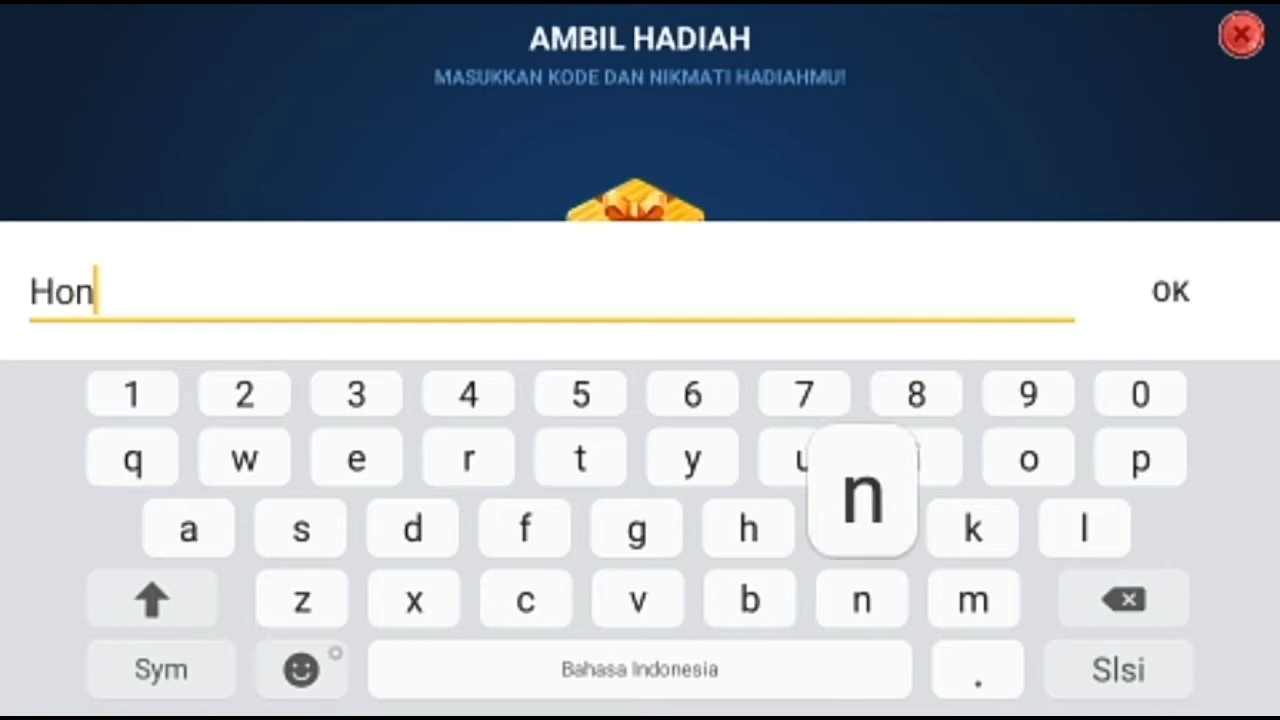 AMBIL HADIAH
MASUKKAN KODE DAN NIKMATI HADIAHMU!
Hon
OK
1 2 3 4 5 6 7 8 9 0
q w e r t y u o p
a s d f g h n k l
z x c v b n m
Sym Bahasa Indonesia . Slsi